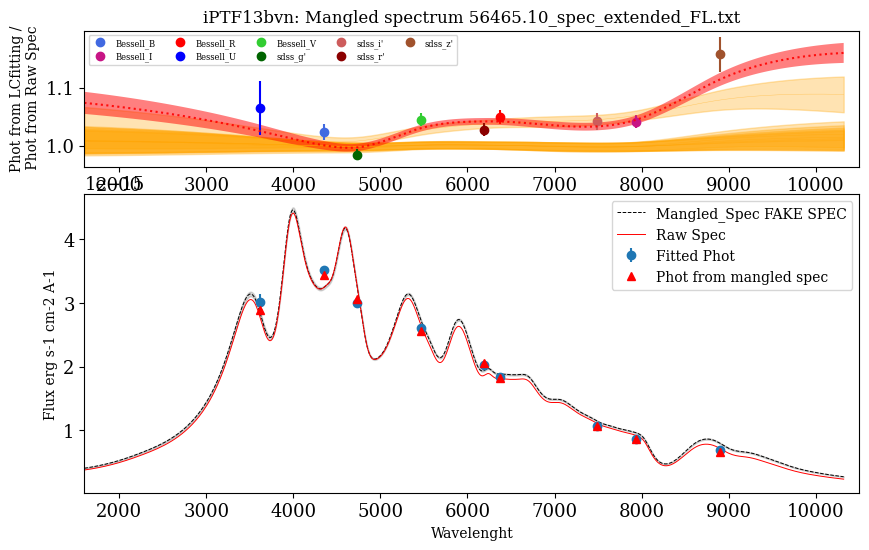 iPTF13bvn: Mangled spectrum 56465.10_spec_extended_FL.txt
Phot from LCfitting /
Phot from Raw Spec
Bessell_B Bessell_R Bessell_V sdss_i' sdss_z'
Bessell_I Bessell_U sdss_g' sdss_r'
1.1
1.0
2000 3000 4000 5000 6000 7000 8000 9000 10000
1e-15
Mangled_Spec FAKE SPEC
Raw Spec
Fitted Phot
Phot from mangled spec
Flux erg s-1 cm-2 A-1
4
3
2
1
2000 3000 4000 5000 6000 7000 8000 9000 10000
Wavelenght